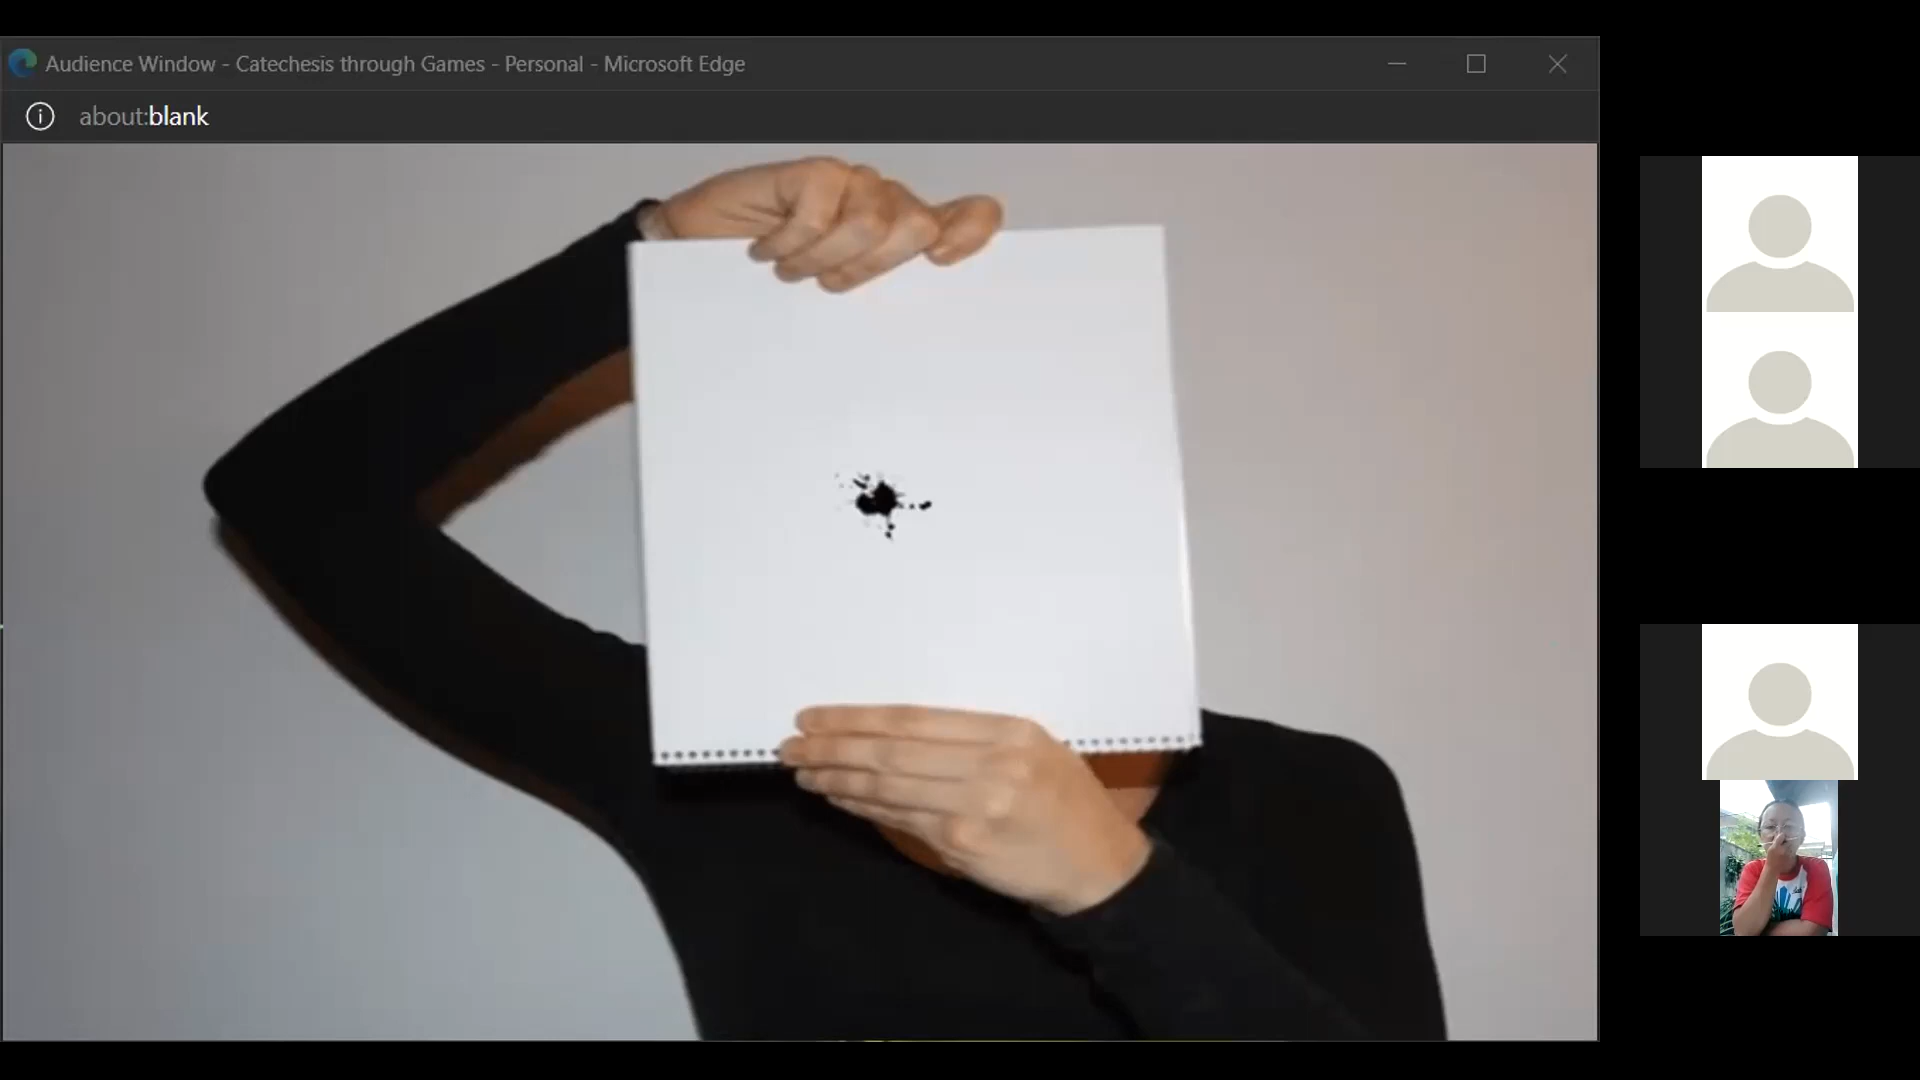 Audience Window - Catechesis through Games - Personal - Microsoft Edge
about:blank